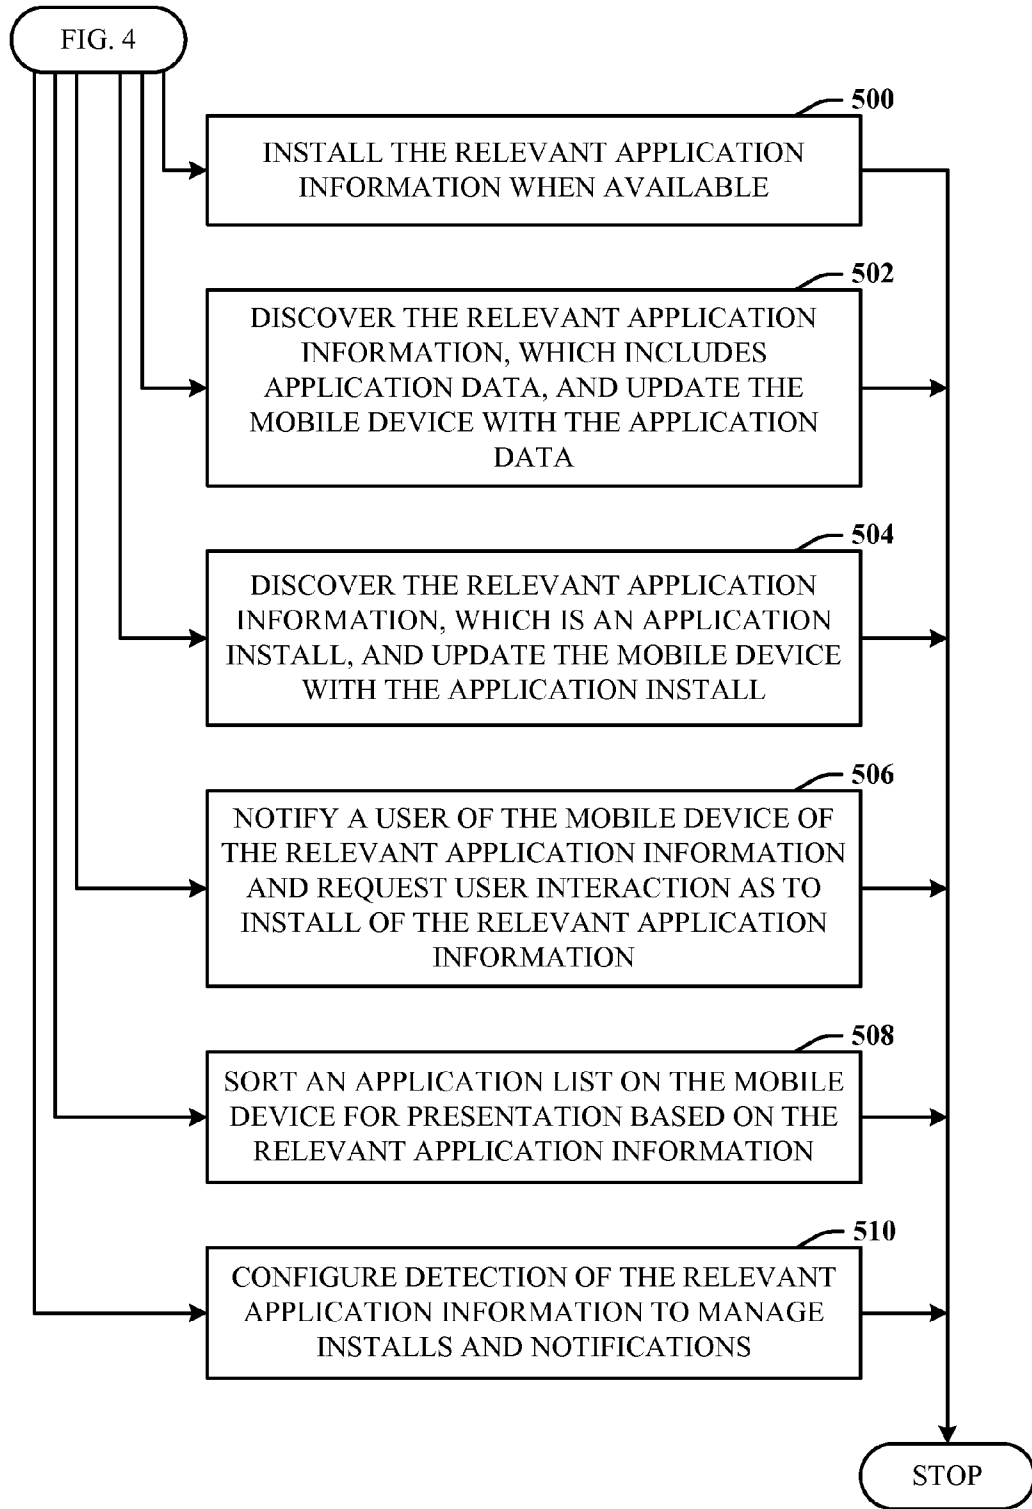 FIG. 4
500
INSTALL THE RELEVANT APPLICATION
INFORMATION WHEN AVAILABLE
502
DISCOVER THE RELEVANT APPLICATION
INFORMATION, WHICH INCLUDES
APPLICATION DATA, AND UPDATE THE
MOBILE DEVICE WITH THE APPLICATION
DATA
504
DISCOVER THE RELEVANT APPLICATION
INFORMATION, WHICH IS AN APPLICATION
INSTALL, AND UPDATE THE MOBILE DEVICE
WITH THE APPLICATION INSTALL
506
NOTIFY A USER OF THE MOBILE DEVICE OF
THE RELEVANT APPLICATION INFORMATION
AND REQUEST USER INTERACTION AS TO
INSTALL OF THE RELEVANT APPLICATION
INFORMATION
508
SORT AN APPLICATION LIST ON THE MOBILE
DEVICE FOR PRESENTATION BASED ON THE
RELEVANT APPLICATION INFORMATION
510
CONFIGURE DETECTION OF THE RELEVANT
APPLICATION INFORMATION TO MANAGE
INSTALLS AND NOTIFICATIONS
STOP